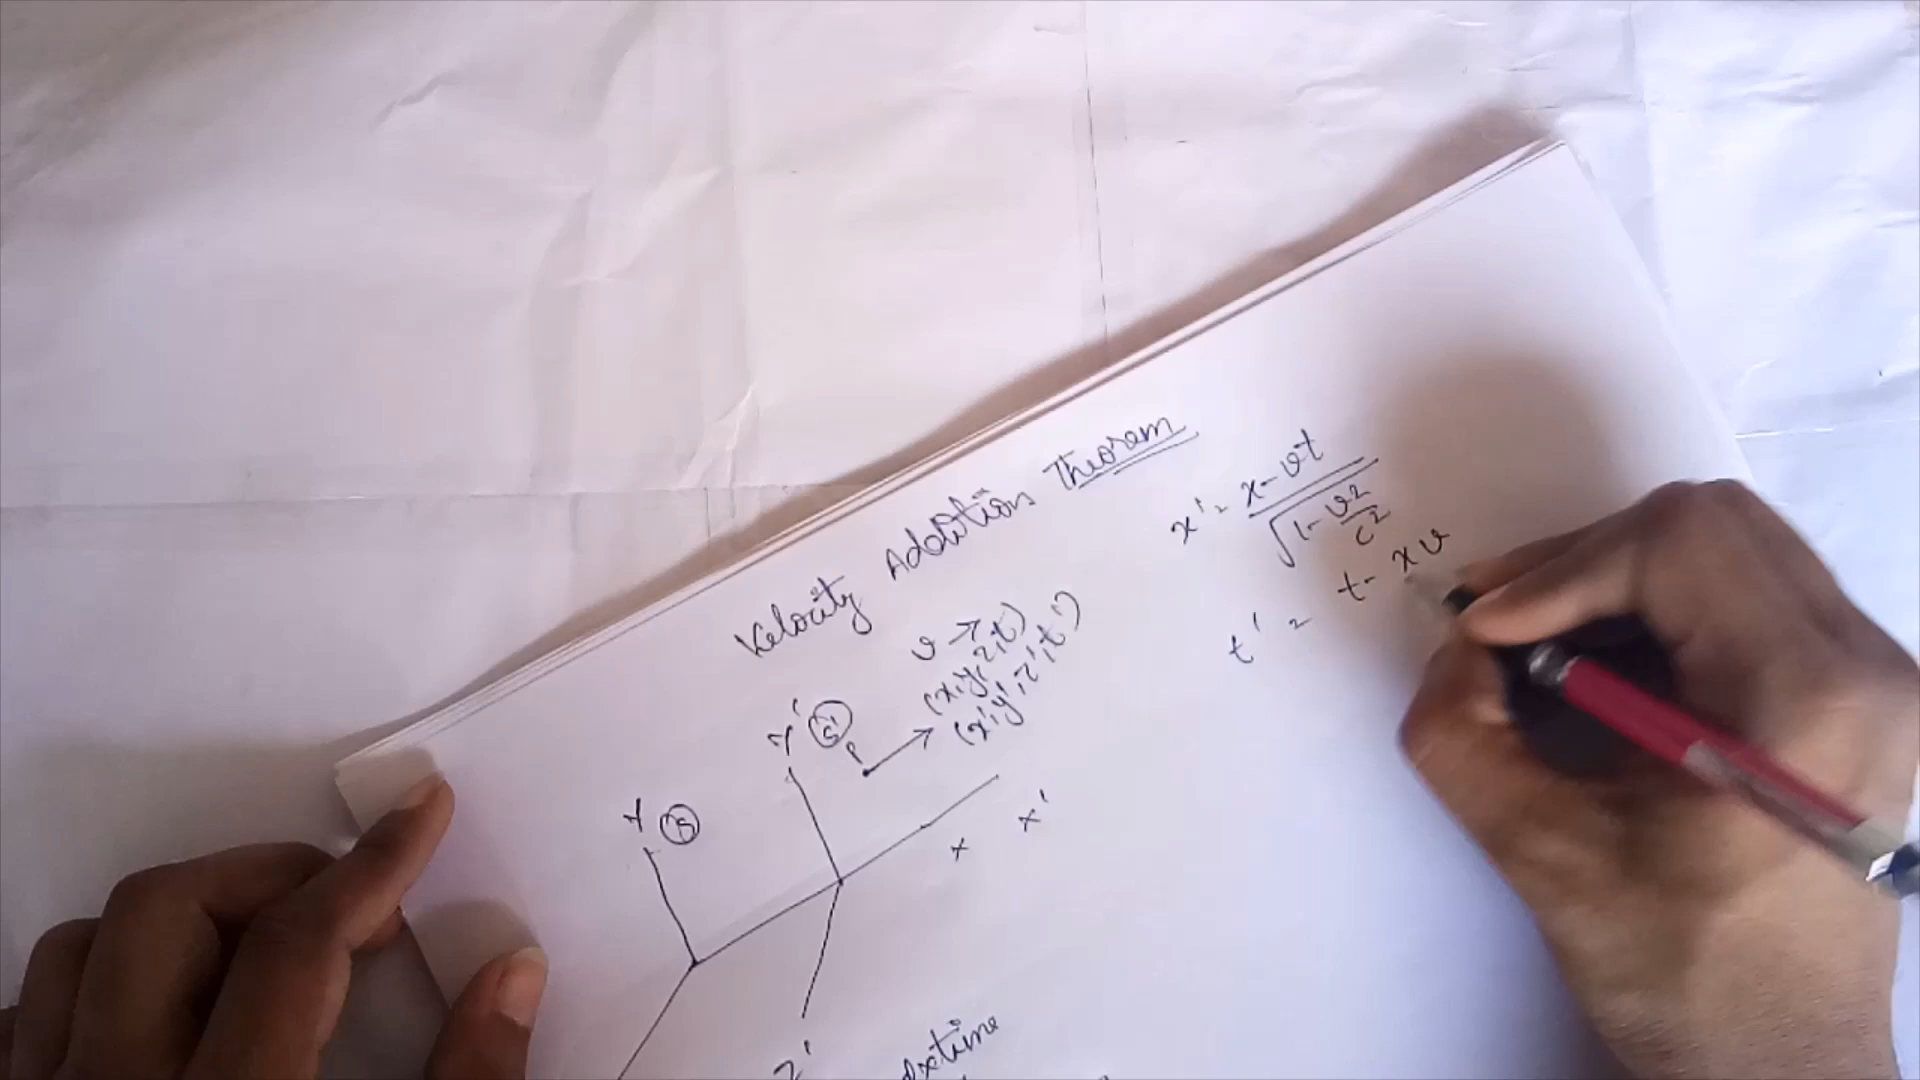 Velocity Addition Theorem
v →
(x,y,z,t)
(x',y',z',t')
Y' (S')
P
Y (S)
x x'
z'
x' = x-vt / √1-v2/c2
t' = t- xv